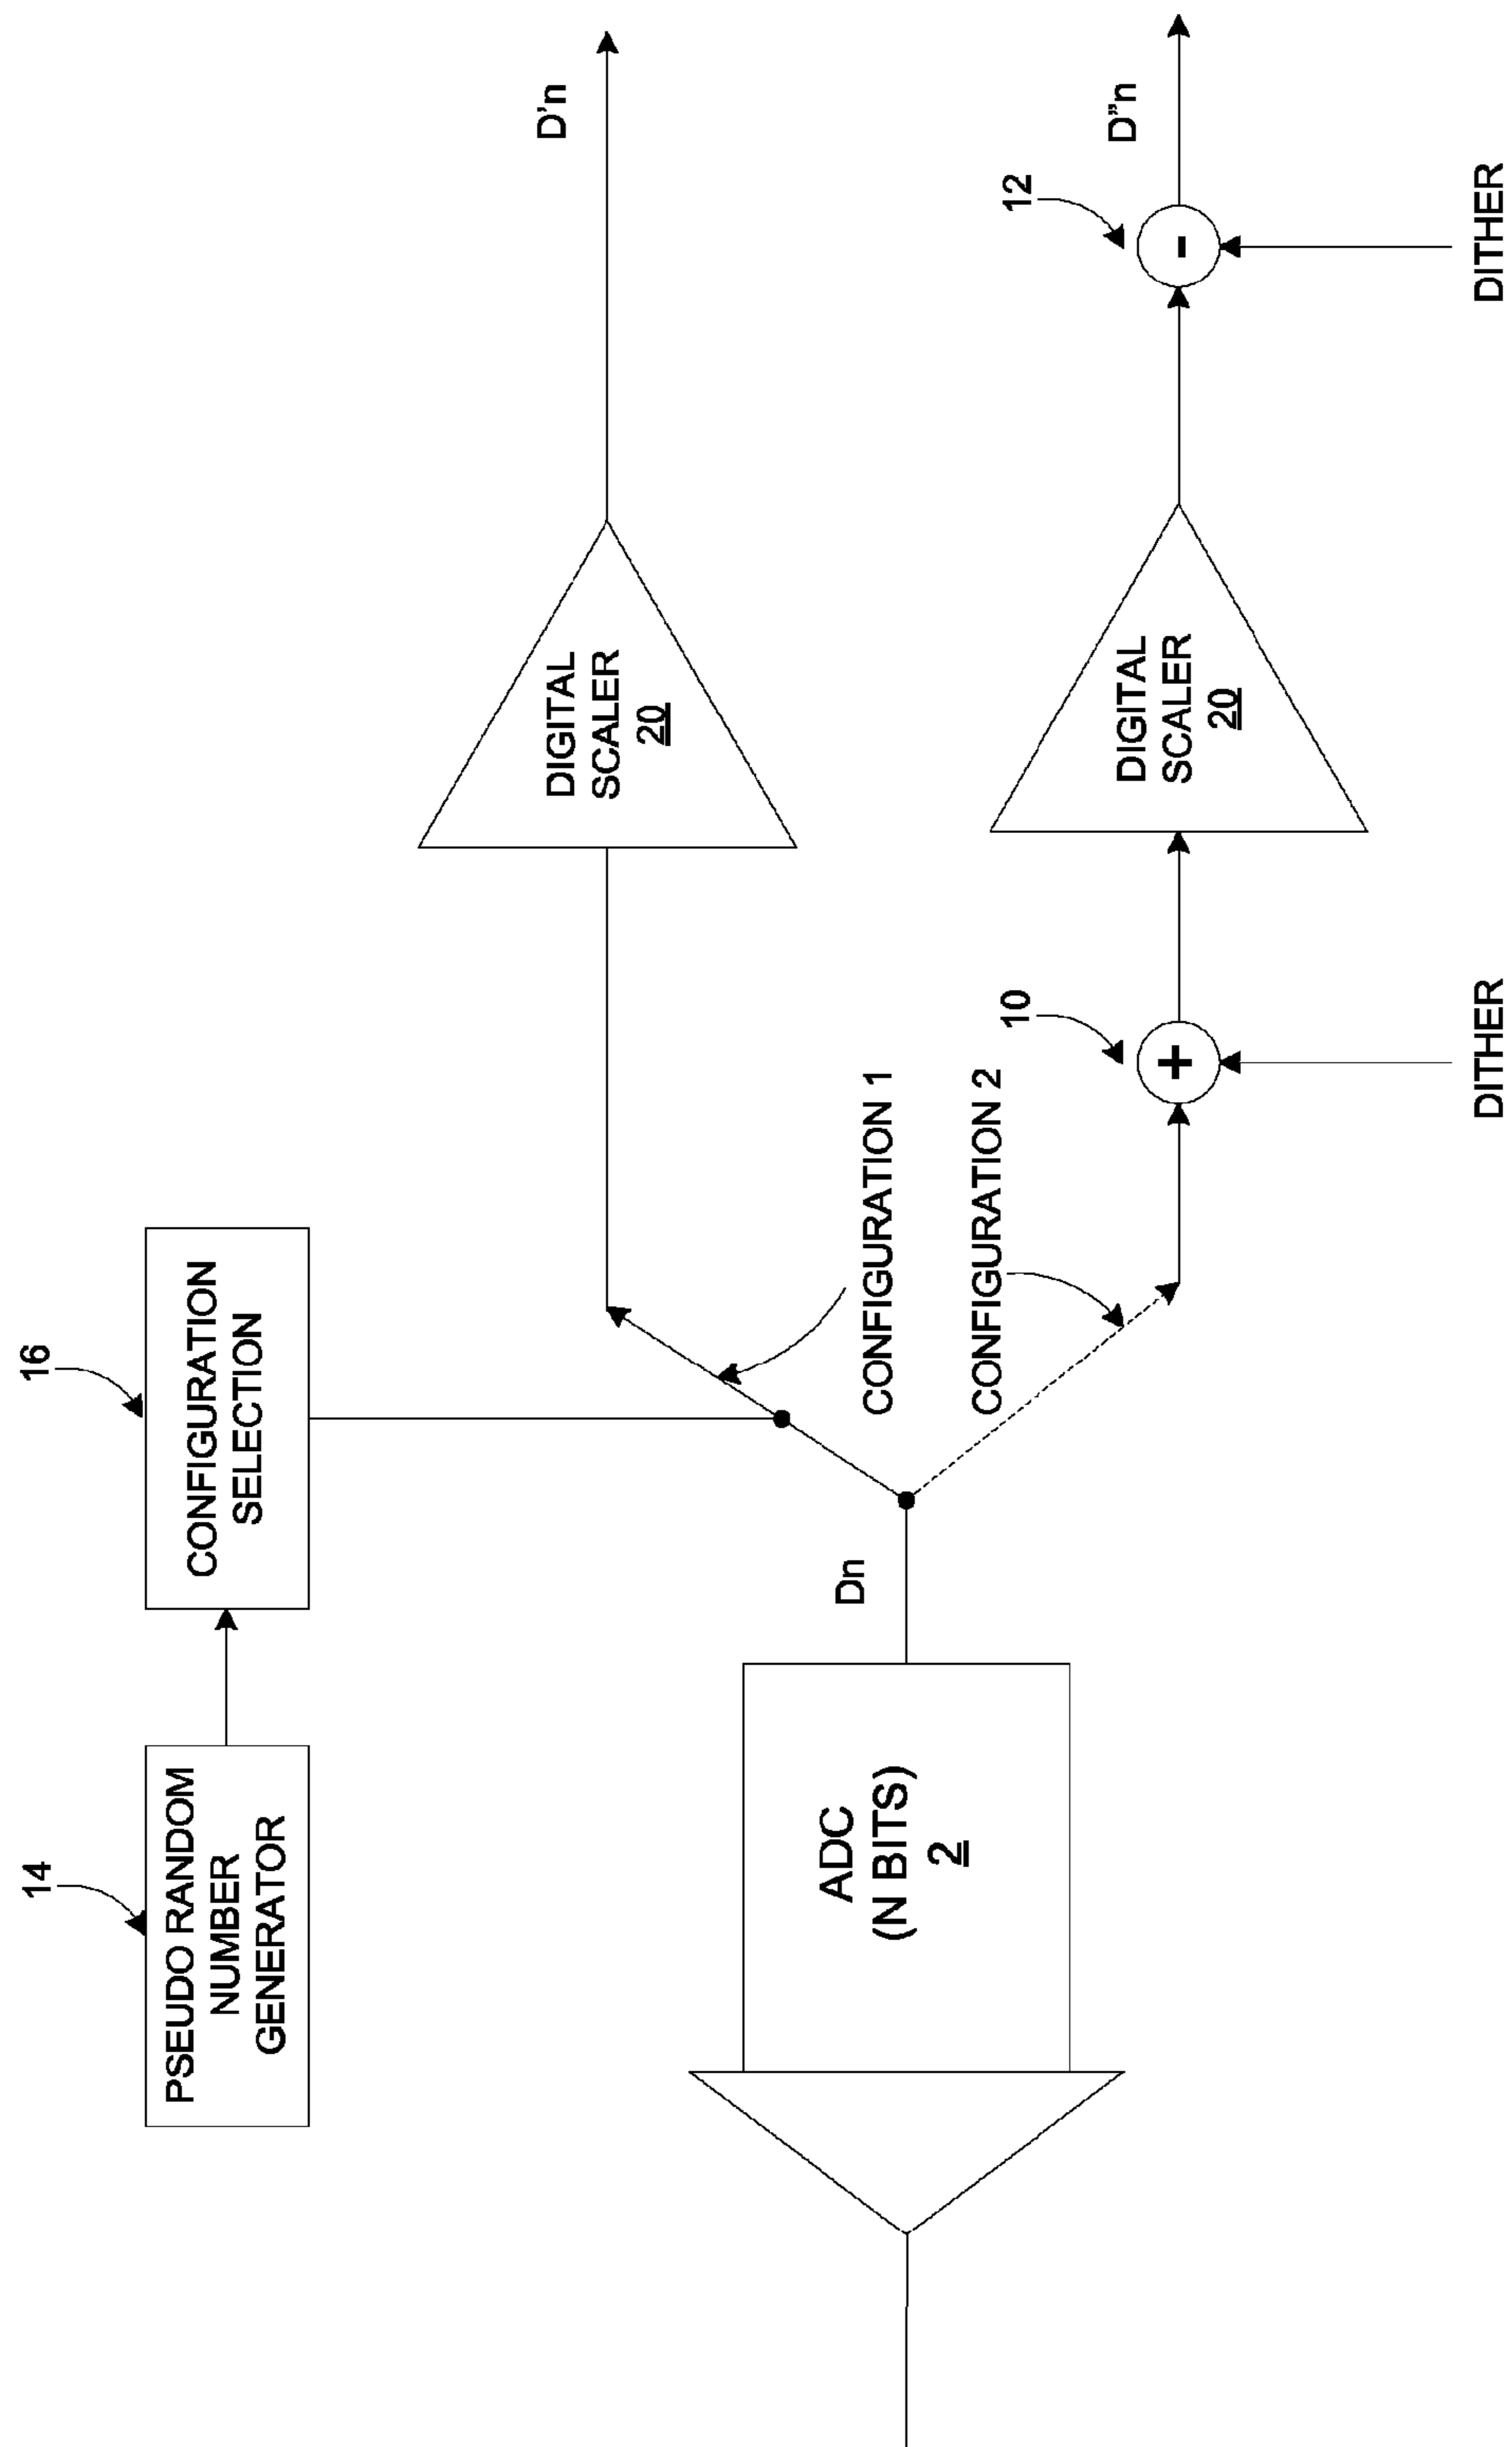 14
PSEUDO RANDOM
NUMBER
GENERATOR
16
CONFIGURATION
SELECTION
ADC
(N BITS)
2
Dn
CONFIGURATION 1
CONFIGURATION 2
DIGITAL
SCALER
20
D'n
10
+
DITHER
DIGITAL
SCALER
20
12
-
DITHER
D"n